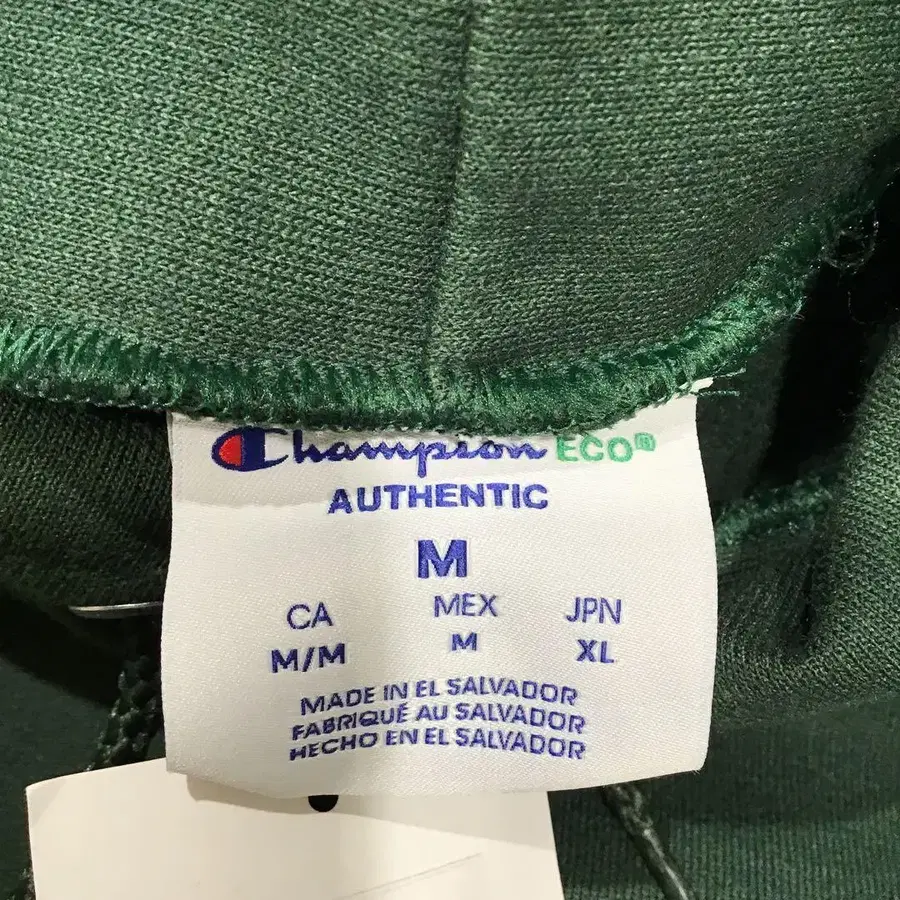 Champion ECO®
AUTHENTIC
M
CA MEX JPN
M/M M XL
MADE IN EL SALVADOR
FABRIQUÉ AU SALVADOR
HECHO EN EL SALVADOR